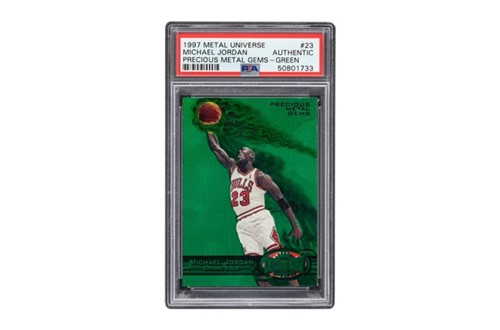 1997 METAL UNIVERSE #23
MICHAEL JORDAN AUTHENTIC
PRECIOUS METAL GEMS - GREEN
PSA 50801733
PRECIOUS
METAL
GEMS
BULLS
23
MICHAEL JORDAN